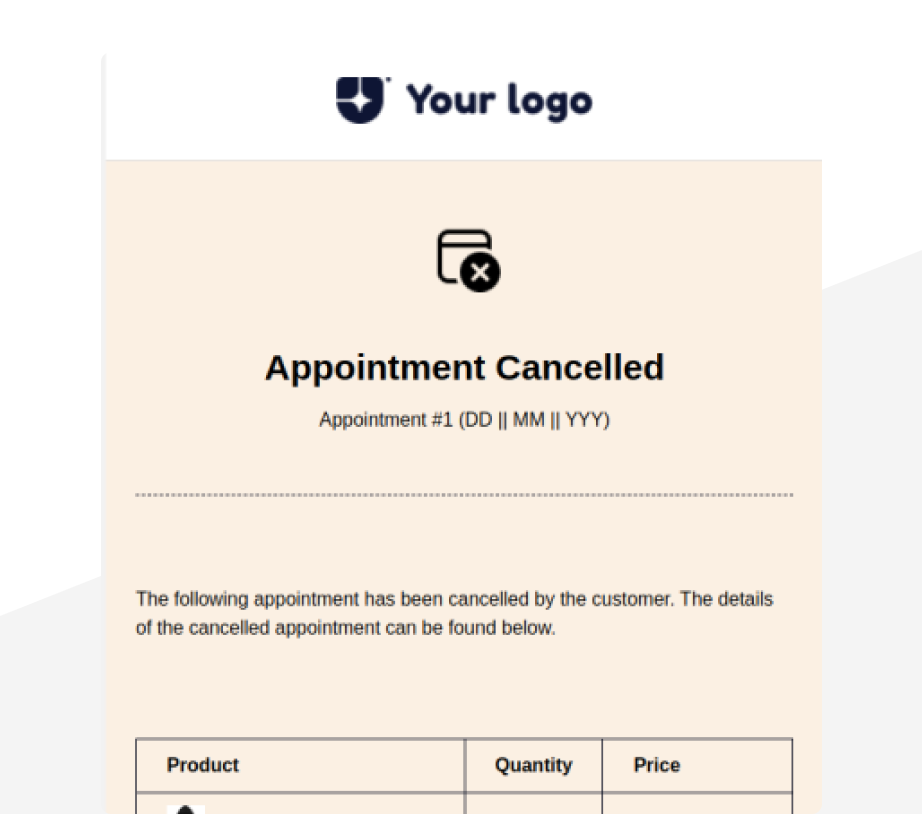 Your logo
Appointment Cancelled
Appointment #1 (DD || MM || YYY)
The following appointment has been cancelled by the customer. The details
of the cancelled appointment can be found below.
Product Quantity Price